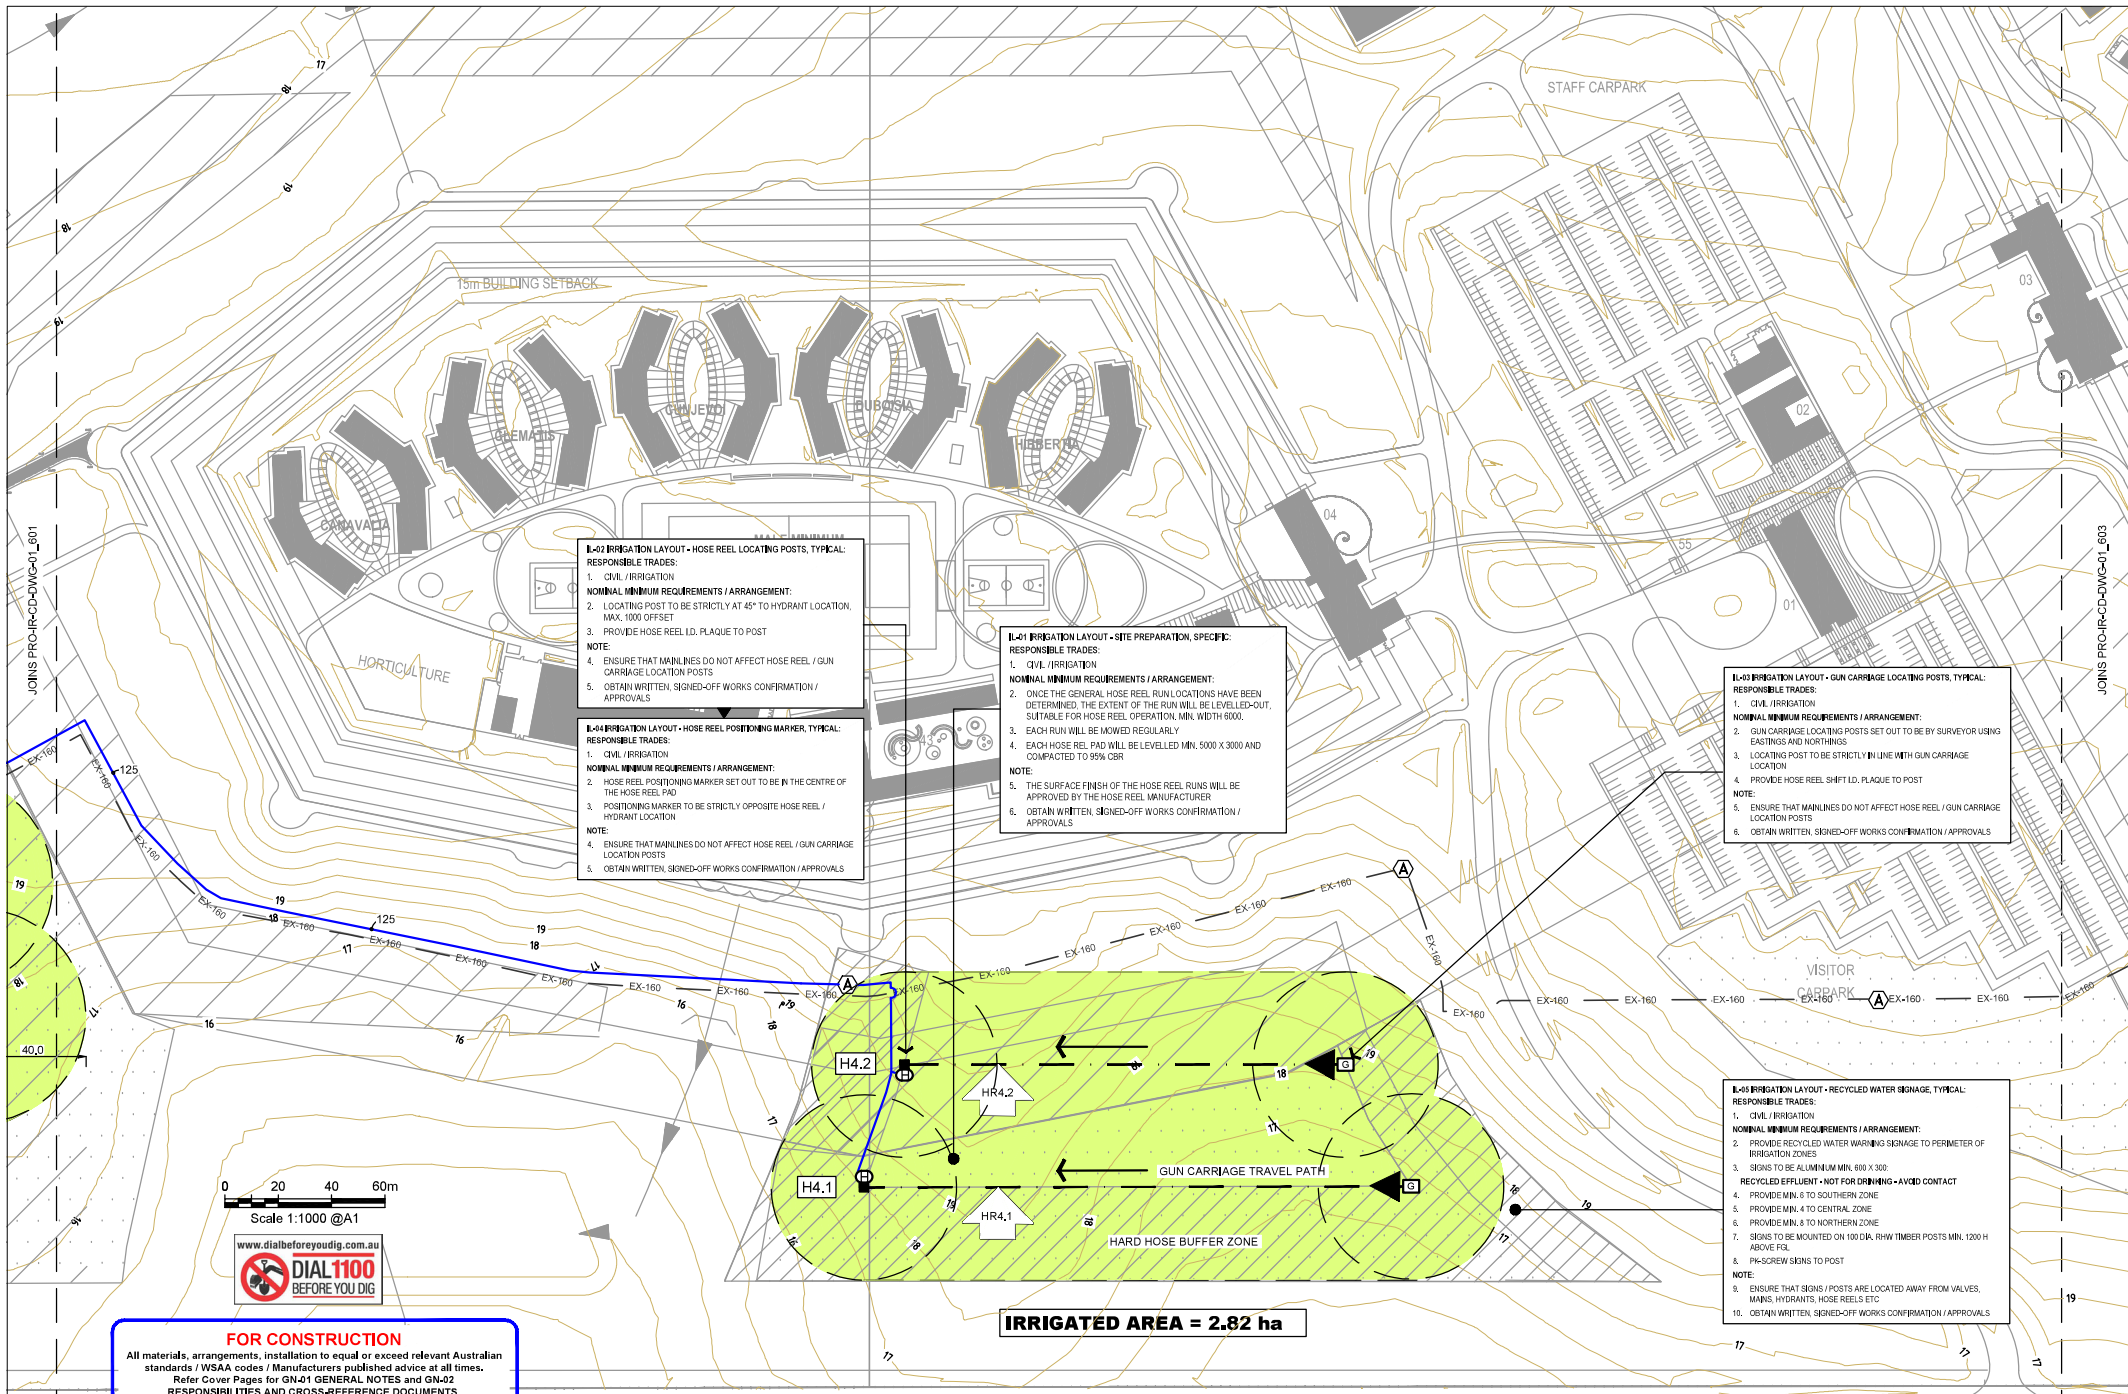 STAFF CARPARK
15m BUILDING SETBACK
03
02
04
55
01
43
CUNJEVOI
DUBOISIA
CLEMATIS
HIBBERTIA
CANAVALIA
HORTICULTURE
MALE MINIMUM
JOINS PRO-IR-CD-DWG-01_601
JOINS PRO-IR-CD-DWG-01_603
IL-02 IRRIGATION LAYOUT - HOSE REEL LOCATING POSTS, TYPICAL:
RESPONSIBLE TRADES:
1. CIVIL / IRRIGATION
NOMINAL MINIMUM REQUIREMENTS / ARRANGEMENT:
2. LOCATING POST TO BE STRICTLY AT 45° TO HYDRANT LOCATION,
MAX. 1000 OFFSET
3. PROVIDE HOSE REEL I.D. PLAQUE TO POST
NOTE:
4. ENSURE THAT MAINLINES DO NOT AFFECT HOSE REEL / GUN
CARRIAGE LOCATION POSTS
5. OBTAIN WRITTEN, SIGNED-OFF WORKS CONFIRMATION /
APPROVALS
IL-04 IRRIGATION LAYOUT - HOSE REEL POSITIONING MARKER, TYPICAL:
RESPONSIBLE TRADES:
1. CIVIL / IRRIGATION
NOMINAL MINIMUM REQUIREMENTS / ARRANGEMENT:
2. HOSE REEL POSITIONING MARKER SET OUT TO BE IN THE CENTRE OF
THE HOSE REEL PAD
3. POSITIONING MARKER TO BE STRICTLY OPPOSITE HOSE REEL /
HYDRANT LOCATION
NOTE:
4. ENSURE THAT MAINLINES DO NOT AFFECT HOSE REEL / GUN CARRIAGE
LOCATION POSTS
5. OBTAIN WRITTEN, SIGNED-OFF WORKS CONFIRMATION / APPROVALS
IL-01 IRRIGATION LAYOUT - SITE PREPARATION, SPECIFIC:
RESPONSIBLE TRADES:
1. CIVIL / IRRIGATION
NOMINAL MINIMUM REQUIREMENTS / ARRANGEMENT:
2. ONCE THE GENERAL HOSE REEL RUN LOCATIONS HAVE BEEN
DETERMINED, THE EXTENT OF THE RUN WILL BE LEVELLED-OUT,
SUITABLE FOR HOSE REEL OPERATION, MIN. WIDTH 6000.
3. EACH RUN WILL BE MOWED REGULARLY
4. EACH HOSE REL PAD WILL BE LEVELLED MIN. 5000 X 3000 AND
COMPACTED TO 95% CBR
NOTE:
5. THE SURFACE FINISH OF THE HOSE REEL RUNS WILL BE
APPROVED BY THE HOSE REEL MANUFACTURER
6. OBTAIN WRITTEN, SIGNED-OFF WORKS CONFIRMATION /
APPROVALS
IL-03 IRRIGATION LAYOUT - GUN CARRIAGE LOCATING POSTS, TYPICAL:
RESPONSIBLE TRADES:
1. CIVIL / IRRIGATION
NOMINAL MINIMUM REQUIREMENTS / ARRANGEMENT:
2. GUN CARRIAGE LOCATING POSTS SET OUT TO BE BY SURVEYOR USING
EASTINGS AND NORTHINGS
3. LOCATING POST TO BE STRICTLY IN LINE WITH GUN CARRIAGE
LOCATION
4. PROVIDE HOSE REEL SHIFT I.D. PLAQUE TO POST
NOTE:
5. ENSURE THAT MAINLINES DO NOT AFFECT HOSE REEL / GUN CARRIAGE
LOCATION POSTS
6. OBTAIN WRITTEN, SIGNED-OFF WORKS CONFIRMATION / APPROVALS
VISITOR
CARPARK
IL-05 IRRIGATION LAYOUT - RECYCLED WATER SIGNAGE, TYPICAL:
RESPONSIBLE TRADES:
1. CIVIL / IRRIGATION
NOMINAL MINIMUM REQUIREMENTS / ARRANGEMENT:
2. PROVIDE RECYCLED WATER WARNING SIGNAGE TO PERIMETER OF
IRRIGATION ZONES
3. SIGNS TO BE ALUMINIUM MIN. 600 X 300:
RECYCLED EFFLUENT - NOT FOR DRINKING - AVOID CONTACT
4. PROVIDE MIN. 6 TO SOUTHERN ZONE
5. PROVIDE MIN. 4 TO CENTRAL ZONE
6. PROVIDE MIN. 8 TO NORTHERN ZONE
7. SIGNS TO BE MOUNTED ON 100 DIA. RHW TIMBER POSTS MIN. 1200 H
ABOVE FGL
8. PK-SCREW SIGNS TO POST
NOTE:
9. ENSURE THAT SIGNS / POSTS ARE LOCATED AWAY FROM VALVES,
MAINS, HYDRANTS, HOSE REELS ETC
10. OBTAIN WRITTEN, SIGNED-OFF WORKS CONFIRMATION / APPROVALS
125
125
EX-160
A
40.0
H4.2
H
HR4.2
G
H4.1
H
HR4.1
G
GUN CARRIAGE TRAVEL PATH
HARD HOSE BUFFER ZONE
IRRIGATED AREA = 2.82 ha
0 20 40 60m
Scale 1:1000 @A1
www.dialbeforeyoudig.com.au
DIAL1100
BEFORE YOU DIG
FOR CONSTRUCTION
All materials, arrangements, installation to equal or exceed relevant Australian
standards / WSAA codes / Manufacturers published advice at all times.
Refer Cover Pages for GN-01 GENERAL NOTES and GN-02
RESPONSIBILITIES AND CROSS-REFERENCE DOCUMENTS